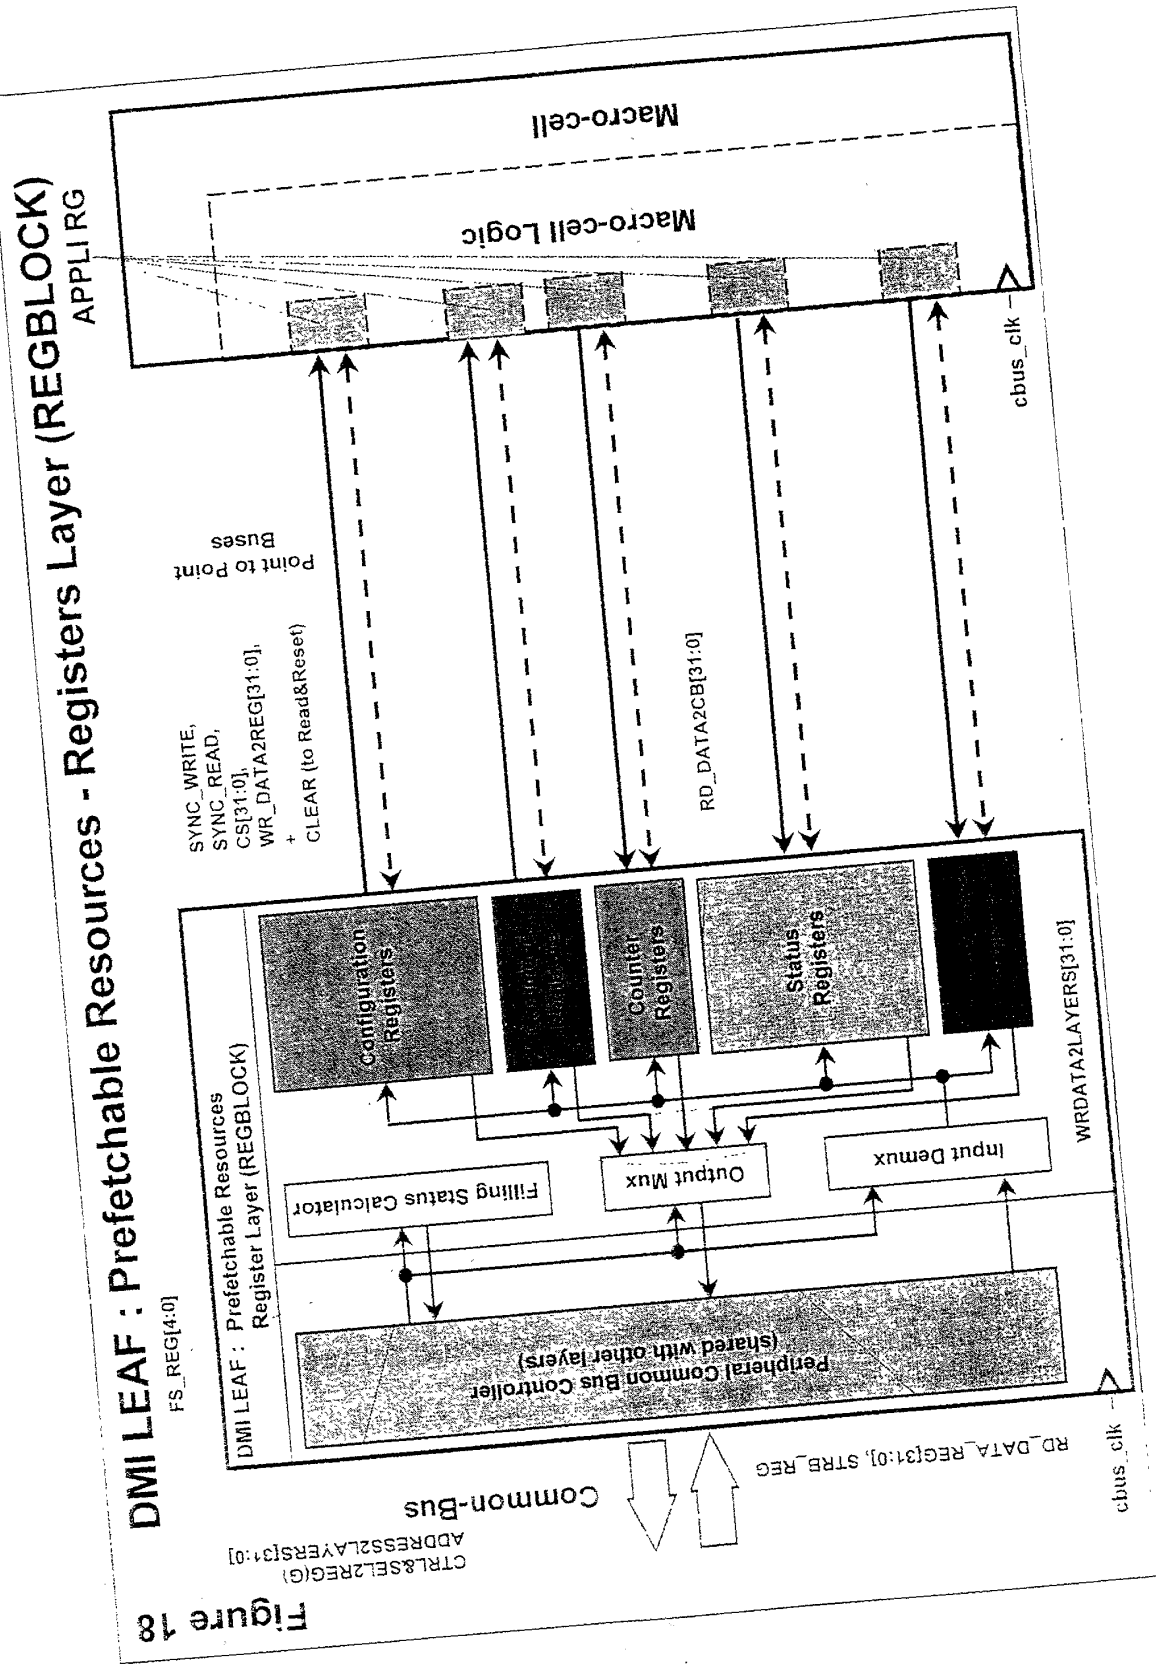 Figure 18
DMI LEAF : Prefetchable Resources - Registers Layer (REGBLOCK)
APPLI RG
FS_REG[4:0]
CTRL&SEL2REG(G)
ADDRESS2LAYERS[31:0]
Common-Bus
RD_DATA_REG[31:0], STRB_REG
cbus_clk
DMI LEAF : Prefetchable Resources
Register Layer (REGBLOCK)
Peripheral Common Bus Controller
(shared with other layers)
Filling Status Calculator
Output Mux
Input Demux
WRDATA2LAYERS[31:0]
Configuration
Registers
Counter
Registers
Status
Registers
SYNC_WRITE,
SYNC_READ,
CS[31:0],
WR_DATA2REG[31:0],
+
CLEAR (to Read&Reset)
Point to Point
Buses
RD_DATA2CB[31:0]
cbus_clk
Macro-cell Logic
Macro-cell